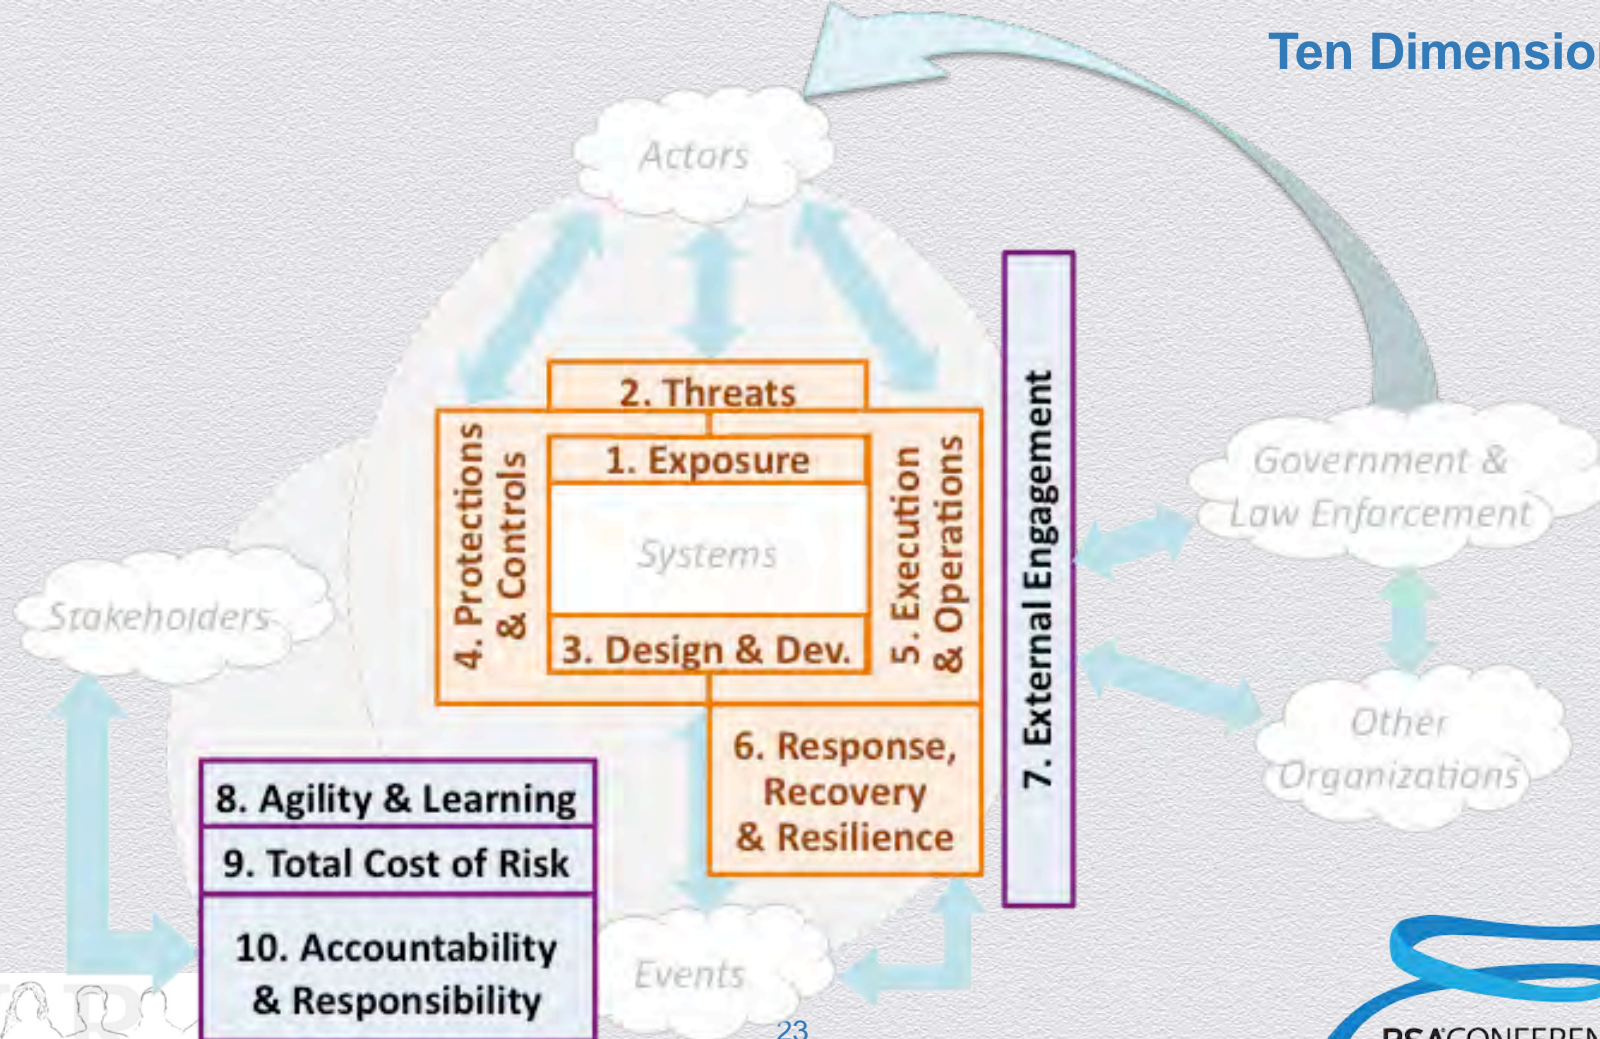 Ten Dimensio
Actors
2. Threats
1. Exposure
Systems
3. Design & Dev.
4. Protections
& Controls
5. Execution
& Operations
6. Response,
Recovery
& Resilience
7. External Engagement
Government &
Law Enforcement
Other
Organizations
Stakeholders
8. Agility & Learning
9. Total Cost of Risk
10. Accountability
& Responsibility
Events
23
RSACONFEREN